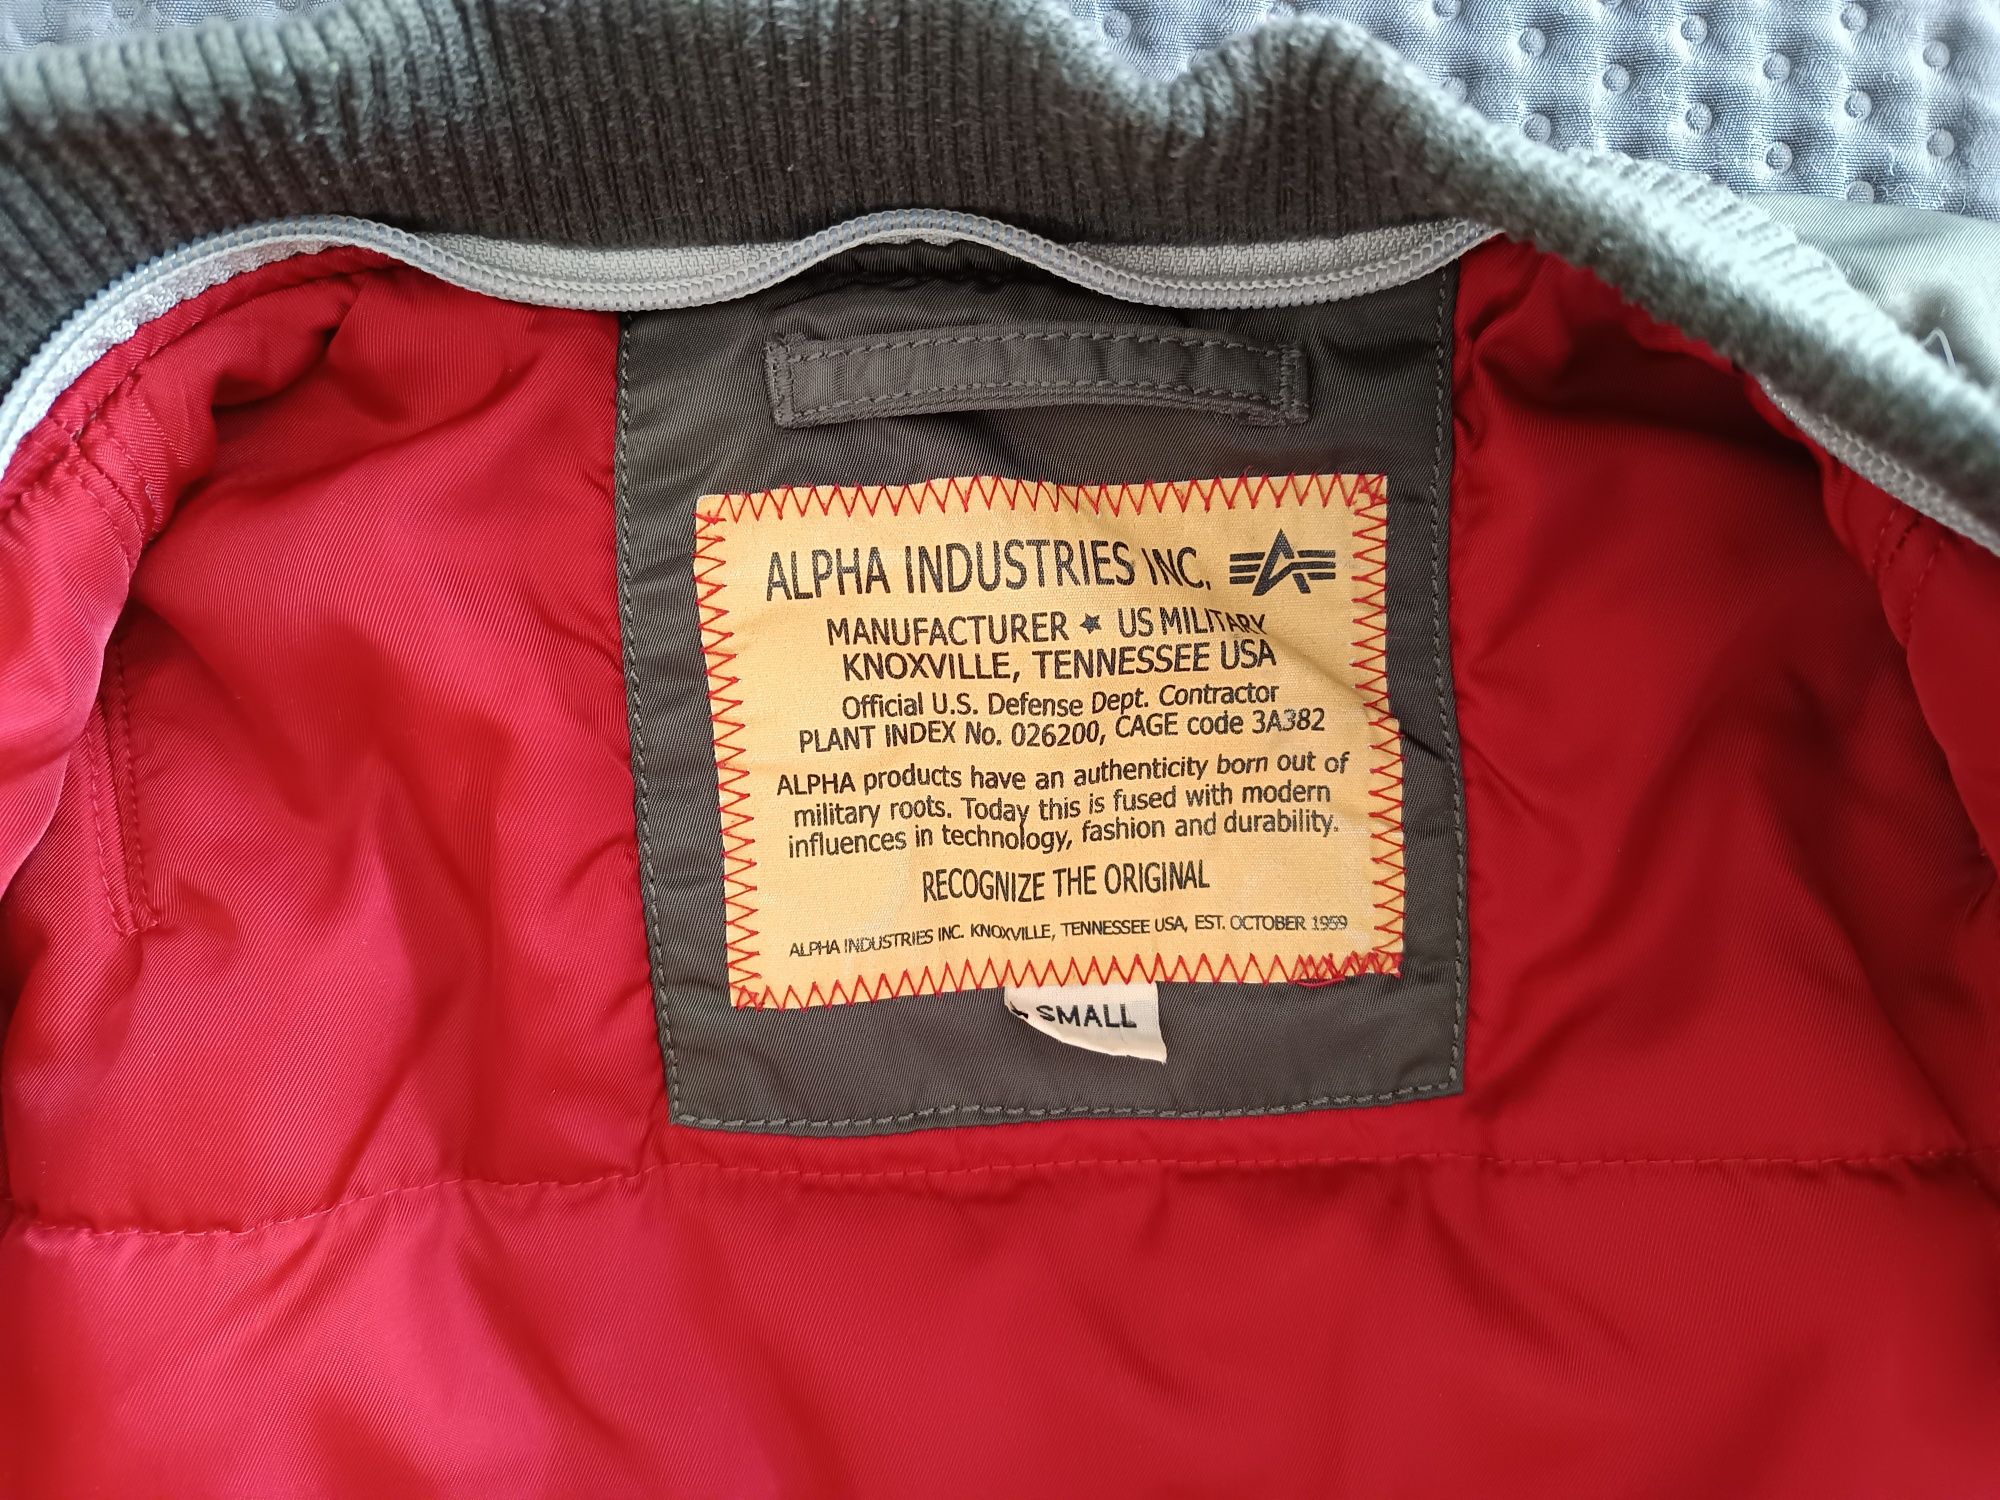 ALPHA INDUSTRIES INC.
MANUFACTURER ★ US MILITARY
KNOXVILLE, TENNESSEE USA
Official U.S. Defense Dept. Contractor
PLANT INDEX No. 026200, CAGE code 3A382
ALPHA products have an authenticity born out of
military roots. Today this is fused with modern
influences in technology, fashion and durability.
RECOGNIZE THE ORIGINAL
ALPHA INDUSTRIES INC. KNOXVILLE, TENNESSEE USA, EST. OCTOBER 1959
SMALL